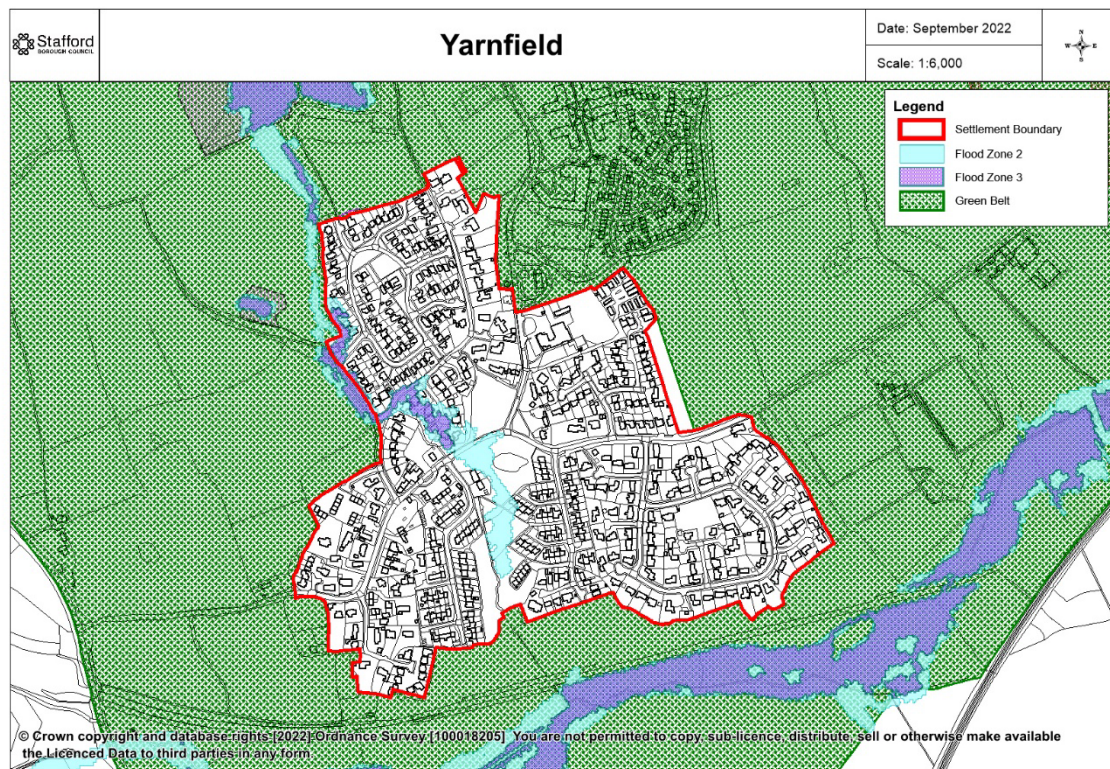 Stafford
BOROUGH COUNCIL
Yarnfield
Date: September 2022
Scale: 1:6,000
N
W E
S
Legend
Settlement Boundary
Flood Zone 2
Flood Zone 3
Green Belt
© Crown copyright and database rights [2022] Ordnance Survey [100018205] You are not permitted to copy, sub-licence, distribute, sell or otherwise make available
the Licenced Data to third parties in any form.